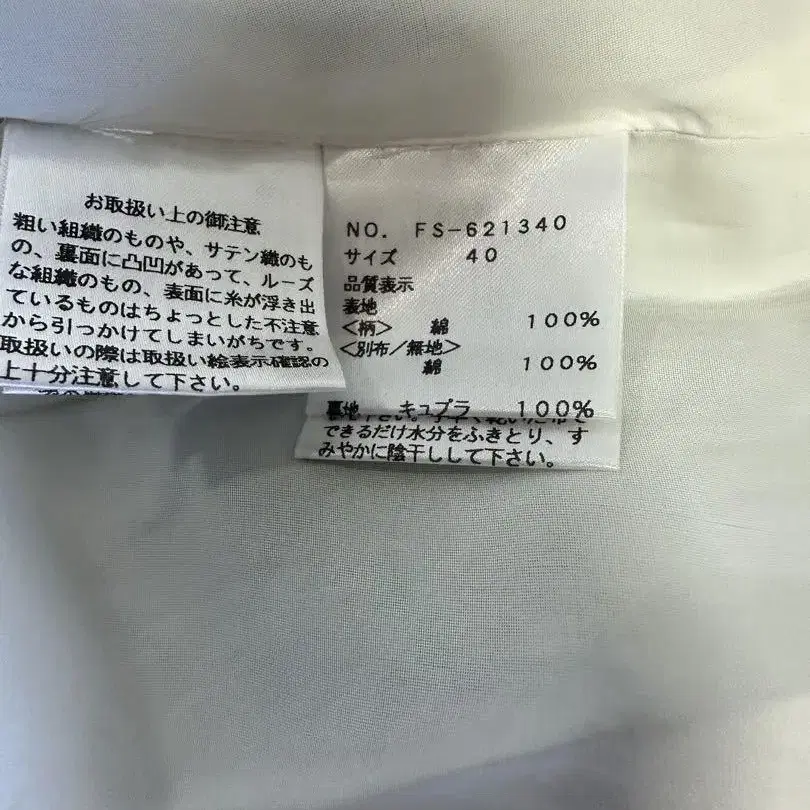 お取扱い上の御注意
粗い組織のものや、サテン織のも
の、裏面に凸凹があって、ルーズ
な組織のもの、表面に糸が浮き出
ているものはちょっとした不注意
から引っかけてしまいがちです。
取扱いの際は取扱い絵表示確認の
上十分注意して下さい。
NO. FS-621340
サイズ 40
品質表示
表地
<柄> 綿 100%
<別布/無地>
綿 100%
裏地 キュプラ 100%
できるだけ水分をふきとり、す
みやかに陰干しして下さい。